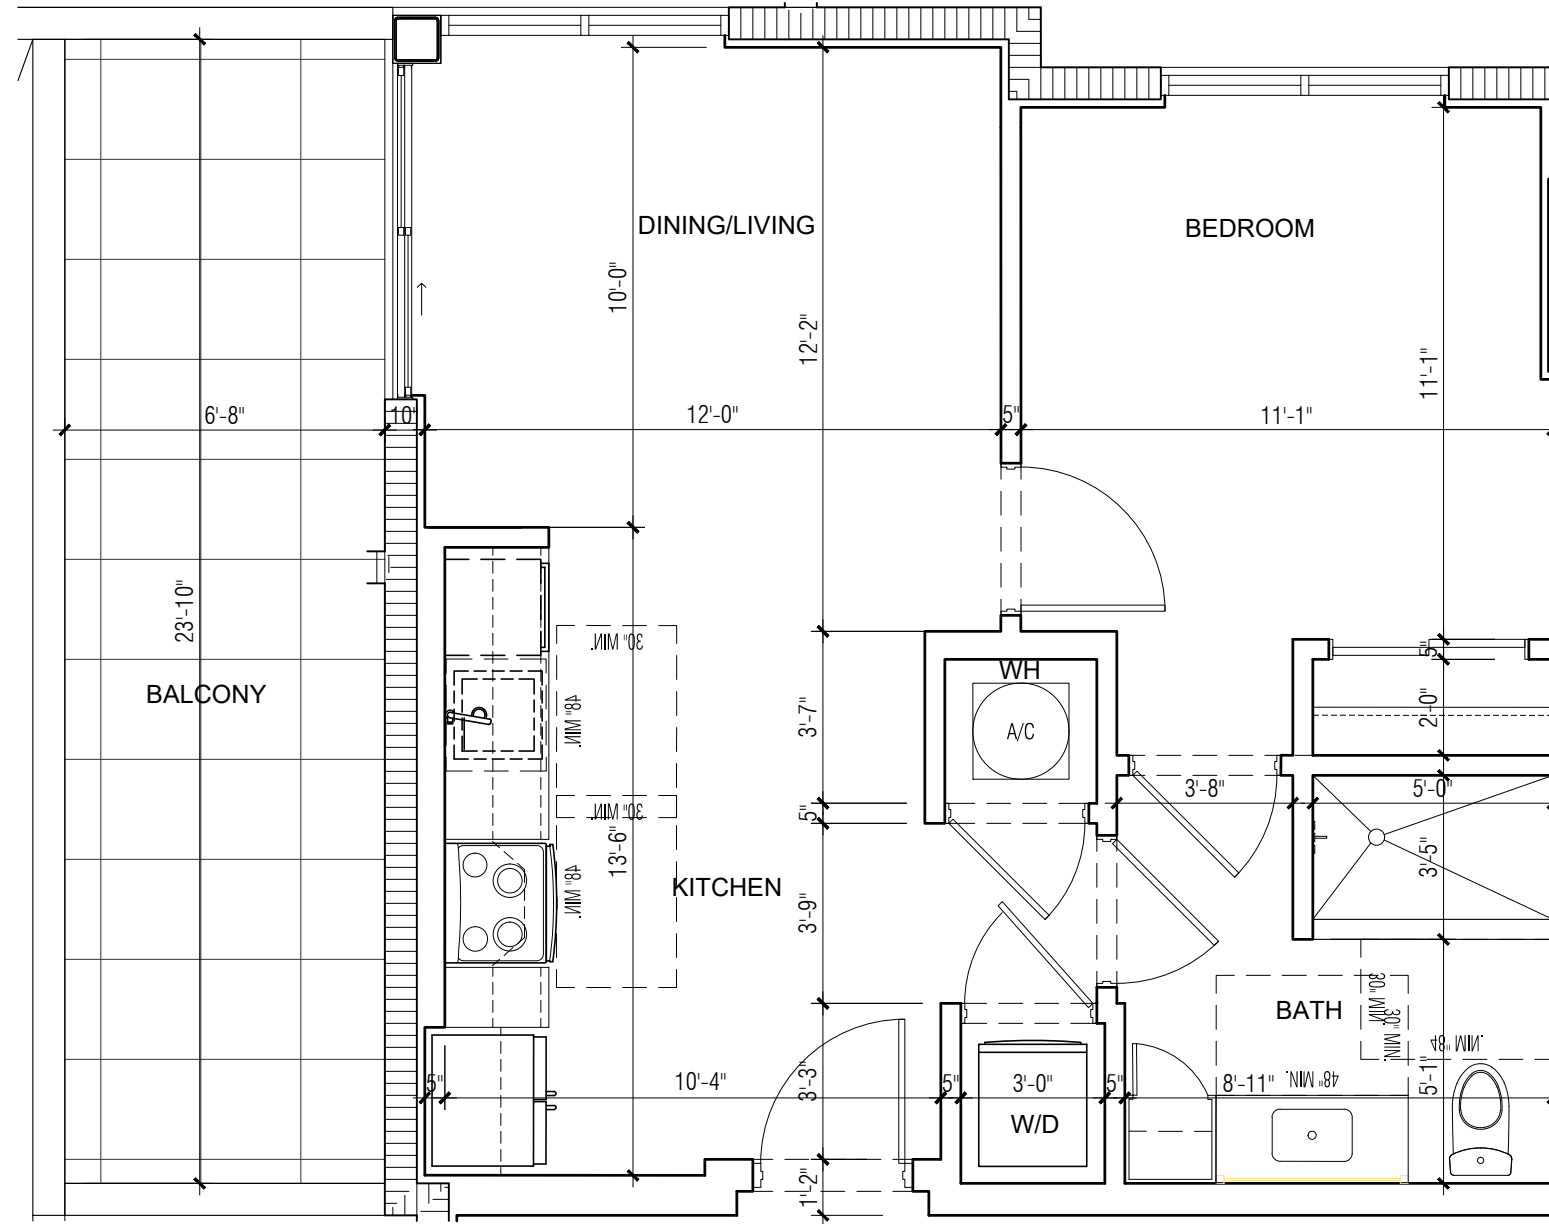 DINING/LIVING
BEDROOM
10'-0"
12'-2"
11'-1"
6'-8"
10"
12'-0"
5"
11'-1"
23'-10"
BALCONY
30" MIN.
48" MIN.
WH
A/C
3'-7"
5"
2'-0"
3'-8"
5'-0"
30" MIN.
5"
13'-6"
48" MIN.
KITCHEN
3'-9"
3'-5"
BATH
30" MIN.
30" MIN.
48" MIN.
5"
10'-4"
3'-3"
5"
3'-0"
5"
8'-11"
48" MIN.
5'-1"
W/D
1'-2"